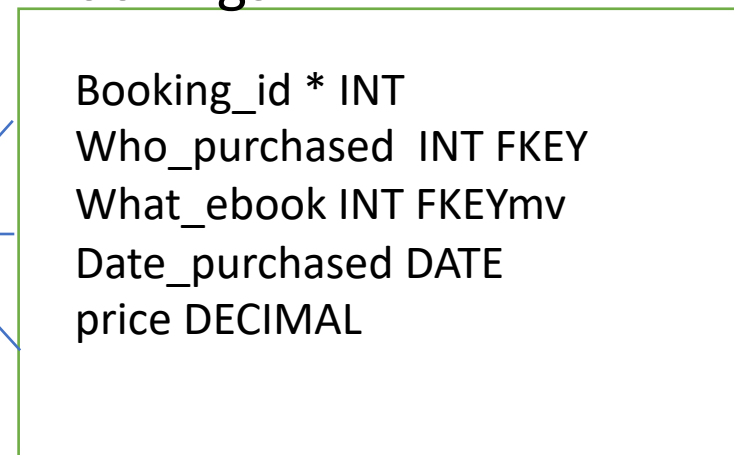 Booking_id * INT
Who_purchased  INT FKEY
What_ebook INT FKEYmv
Date_purchased DATE
price DECIMAL